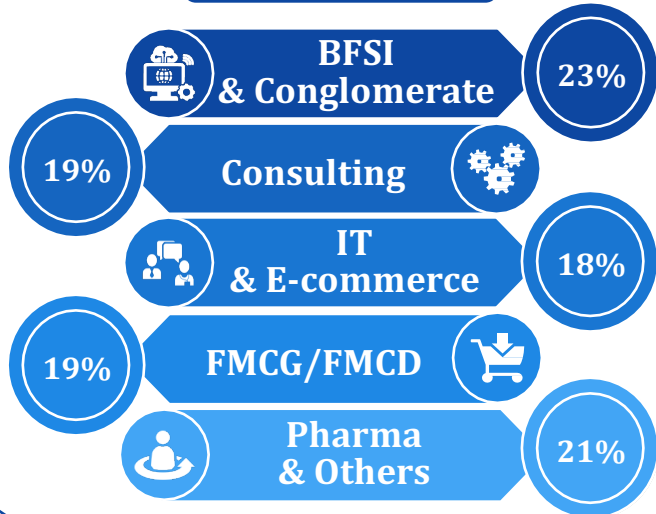 BFSI
& Conglomerate
23%
19%
Consulting
IT
& E-commerce
18%
19%
FMCG/FMCD
Pharma
& Others
21%